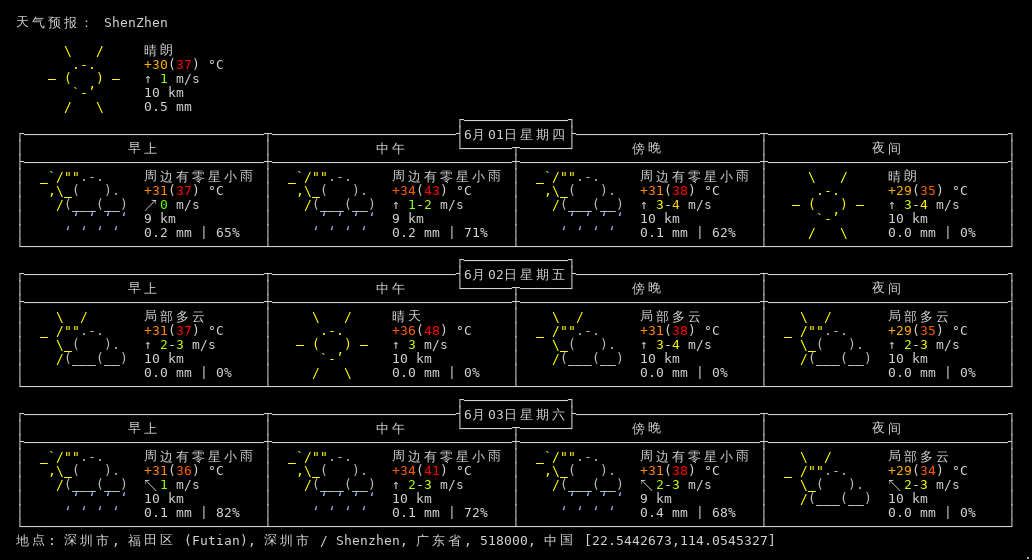 天气预报： ShenZhen
晴朗
+30(37) °C
↑ 1 m/s
10 km
0.5 mm
6月01日星期四
早上 中午 傍晚 夜间
周边有零星小雨 周边有零星小雨 周边有零星小雨 晴朗
+31(37) °C +34(43) °C +31(38) °C +29(35) °C
↗0 m/s ↑ 1-2 m/s ↑ 3-4 m/s ↑ 3-4 m/s
9 km 9 km 10 km 10 km
0.2 mm | 65% 0.2 mm | 71% 0.1 mm | 62% 0.0 mm | 0%
6月02日星期五
早上 中午 傍晚 夜间
局部多云 晴天 局部多云 局部多云
+31(37) °C +36(48) °C +31(38) °C +29(35) °C
↑ 2-3 m/s ↑ 3 m/s ↑ 3-4 m/s ↑ 2-3 m/s
10 km 10 km 10 km 10 km
0.0 mm | 0% 0.0 mm | 0% 0.0 mm | 0% 0.0 mm | 0%
6月03日星期六
早上 中午 傍晚 夜间
周边有零星小雨 周边有零星小雨 周边有零星小雨 局部多云
+31(36) °C +34(41) °C +31(38) °C +29(34) °C
↖1 m/s ↑ 2-3 m/s ↖2-3 m/s ↖2-3 m/s
10 km 10 km 9 km 10 km
0.1 mm | 82% 0.1 mm | 72% 0.4 mm | 68% 0.0 mm | 0%
地点: 深圳市, 福田区 (Futian), 深圳市 / Shenzhen, 广东省, 518000, 中国 [22.5442673,114.0545327]